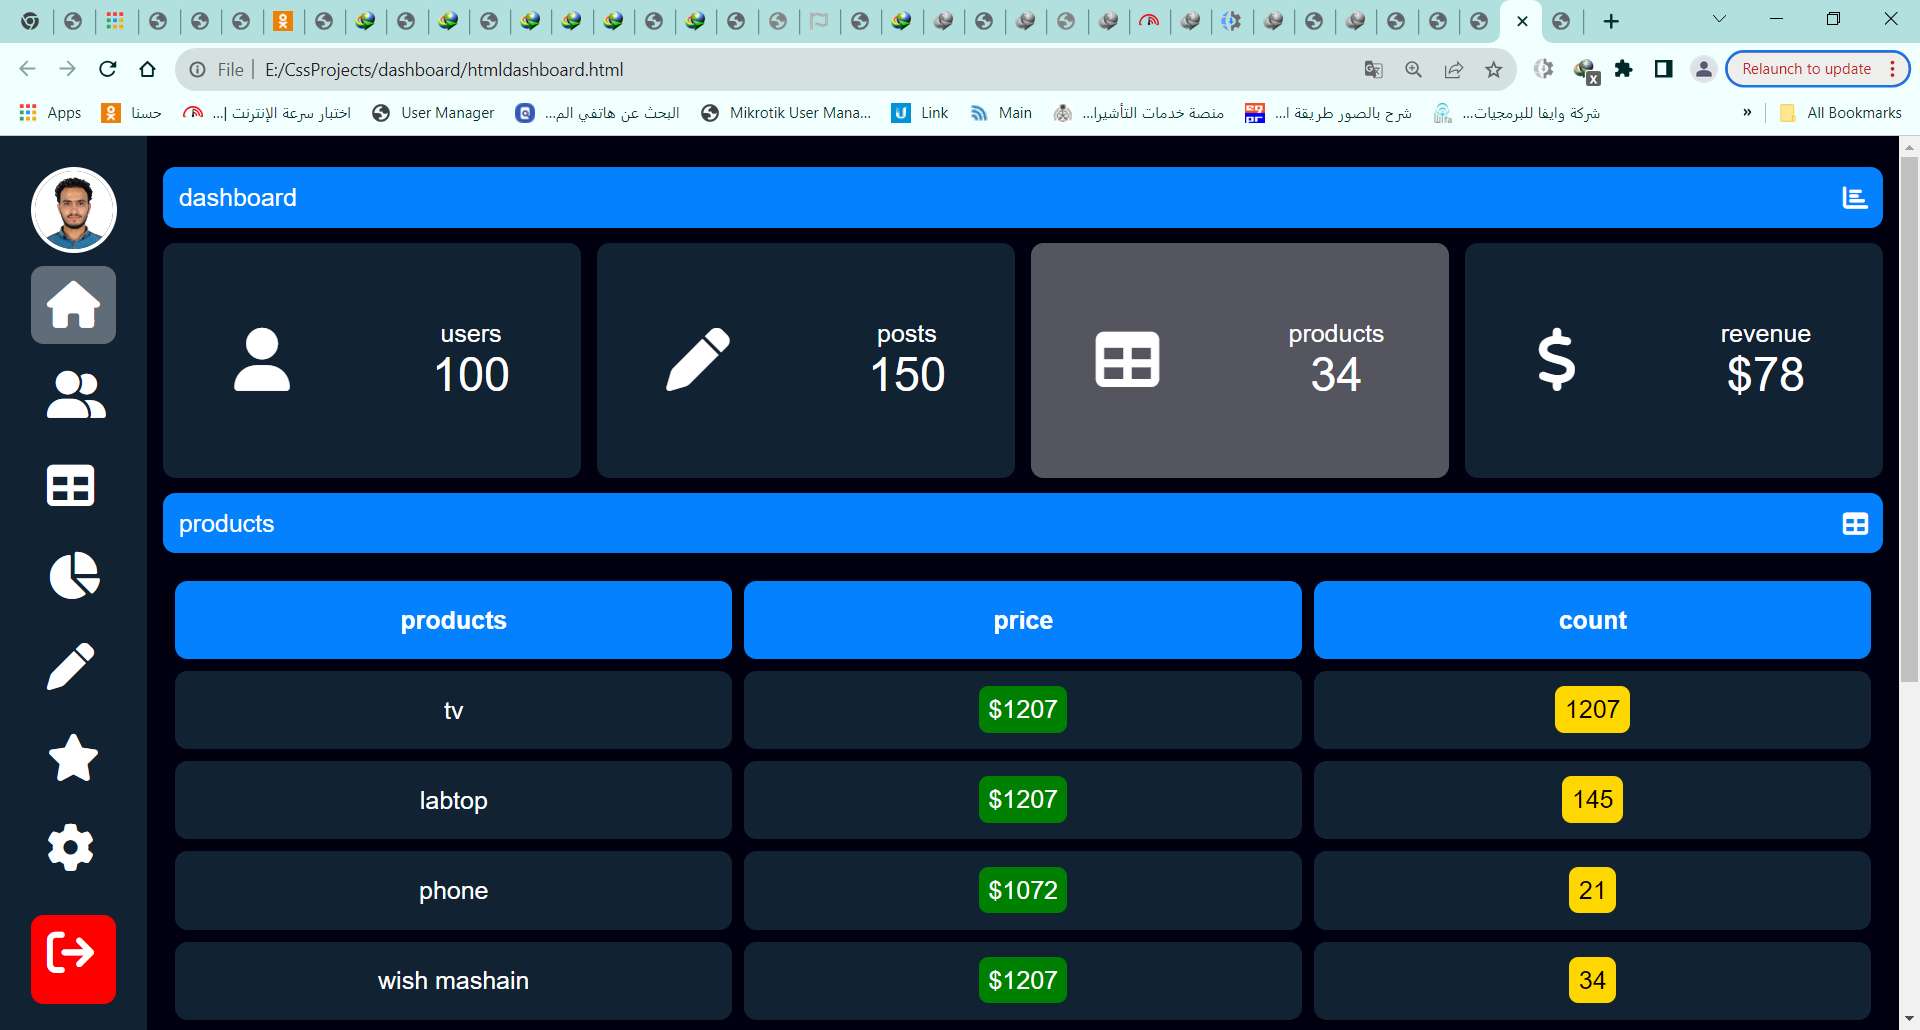 File | E:/CssProjects/dashboard/htmldashboard.html
Relaunch to update
Apps
حسنا
اختبار سرعة الإنترنت |...
User Manager
البحث عن هاتفي الم...
Mikrotik User Mana...
Link
Main
منصة خدمات التأشيرا...
شرح بالصور طريقة ا...
شركة وايفا للبرمجيات...
»
All Bookmarks
dashboard
users
100
posts
150
products
34
revenue
$78
products
products price count
tv $1207 1207
labtop $1207 145
phone $1072 21
wish mashain $1207 34